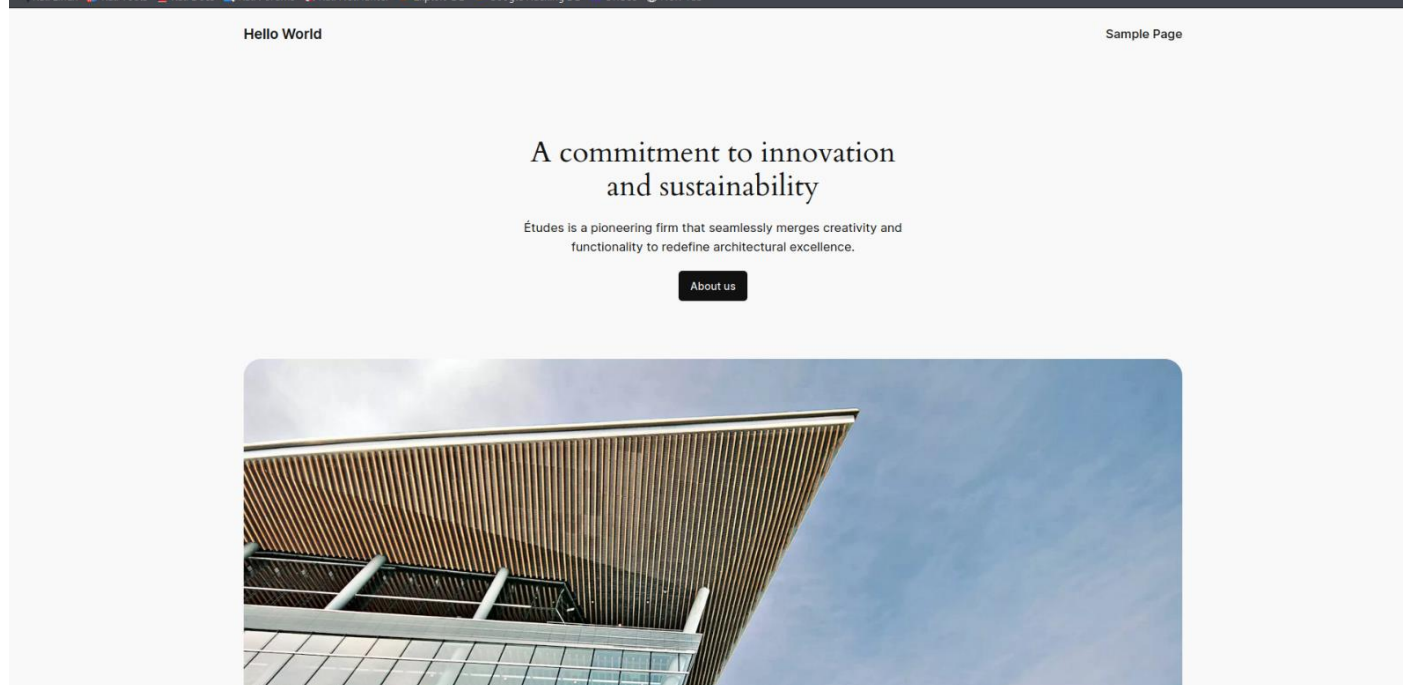 Hello World
Sample Page
A commitment to innovation
and sustainability
Études is a pioneering firm that seamlessly merges creativity and
functionality to redefine architectural excellence.
About us